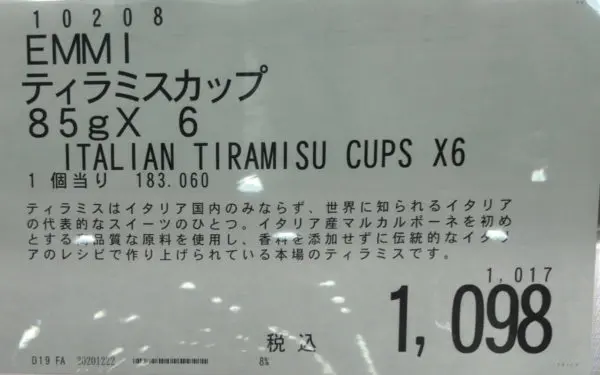 10208
EMMI
ティラミスカップ
85gX 6
ITALIAN TIRAMISU CUPS X6
1個当り 183.060
ティラミスはイタリア国内のみならず、世界に知られるイタリア
の代表的なスイーツのひとつ。イタリア産マルカルポーネを初め
とする高品質な原料を使用し、香料を添加せずに伝統的なイタリ
アのレシピで作り上げられている本場のティラミスです。
1,017
1,098
税込
D19 FA 20201222
8%